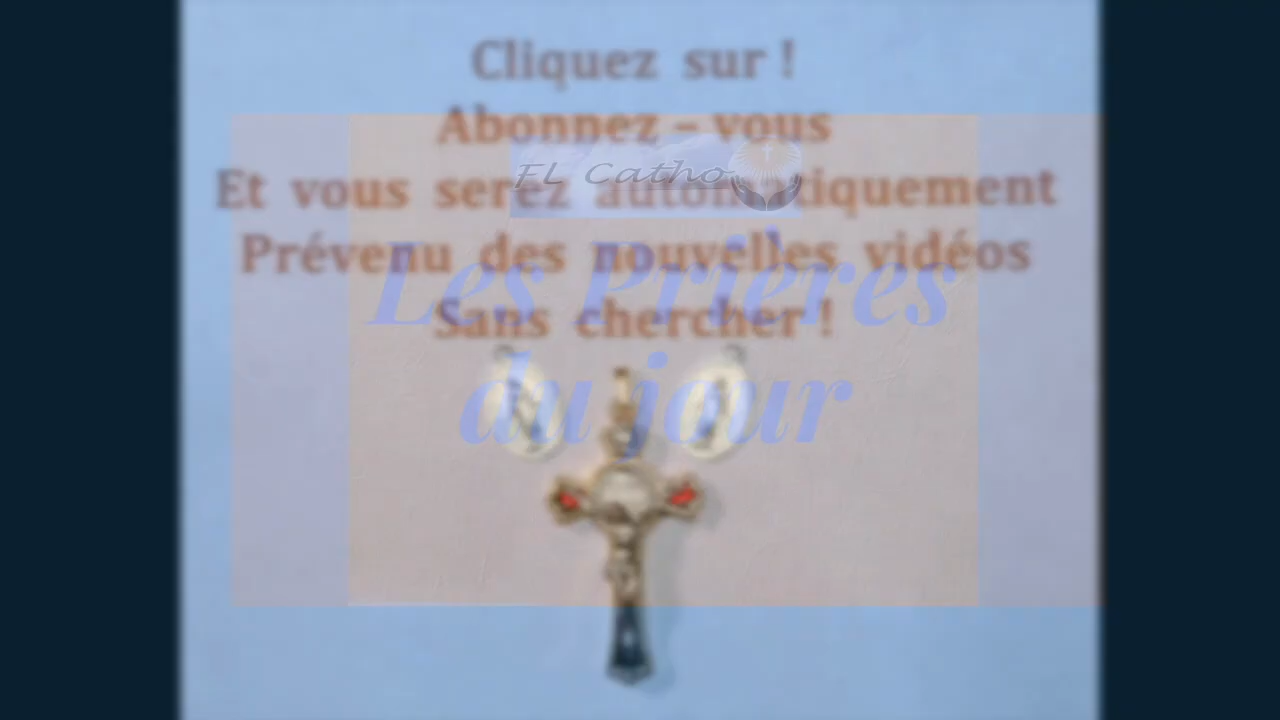 Cliquez sur !
Abonnez – vous
FL Catho
Et vous serez automatiquement
Prévenu des nouvelles vidéos
Les Prières
Sans chercher !
du jour